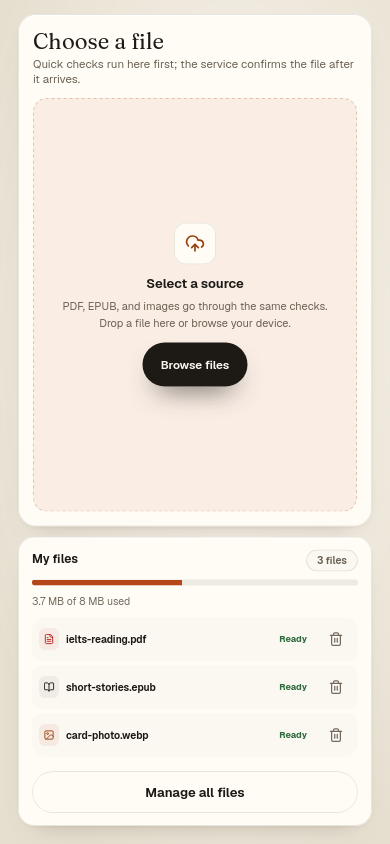 Choose a file
Quick checks run here first; the service confirms the file after
it arrives.
Select a source
PDF, EPUB, and images go through the same checks.
Drop a file here or browse your device.
Browse files
My files
3 files
3.7 MB of 8 MB used
ielts-reading.pdf
Ready
short-stories.epub
Ready
card-photo.webp
Ready
Manage all files